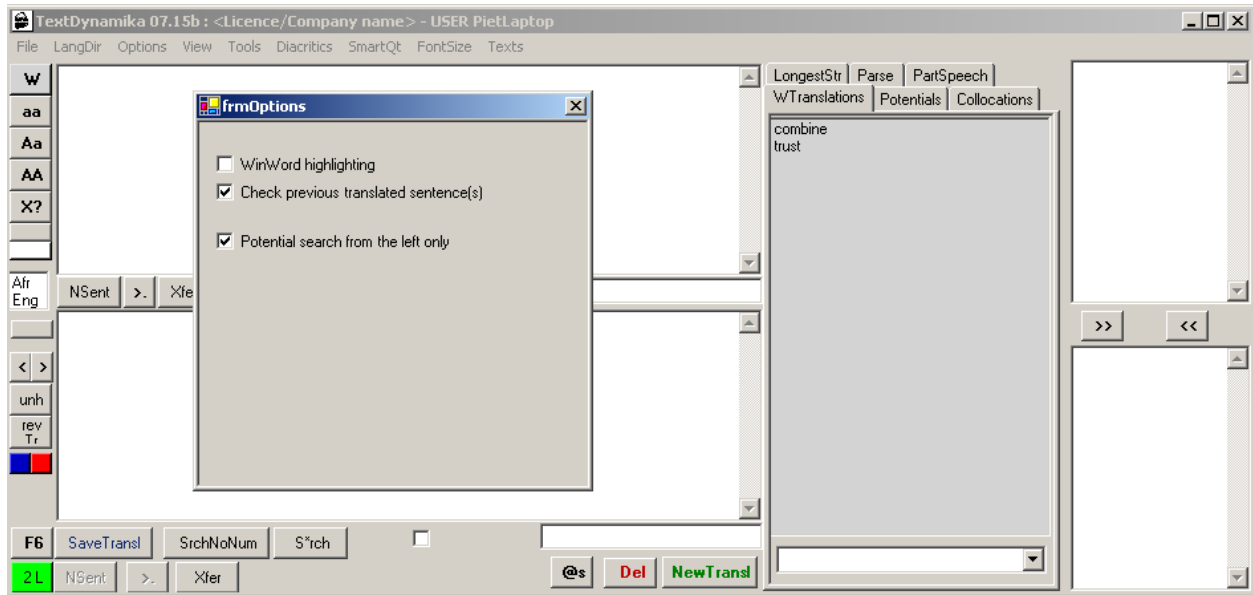 TextDynamika 07.15b : <Licence/Company name> - USER PietLaptop
File LangDir Options View Tools Diacritics SmartQt FontSize Texts
W
aa
Aa
AA
X?
Afr
Eng
< >
unh
rev
Tr
F6
2 L
frmOptions
WinWord highlighting
Check previous translated sentence(s)
Potential search from the left only
NSent >. Xfe
SaveTransl SrchNoNum S*rch
NSent >. Xfer
@s Del NewTransl
LongestStr Parse PartSpeech
WTranslations Potentials Collocations
combine
trust
>> <<